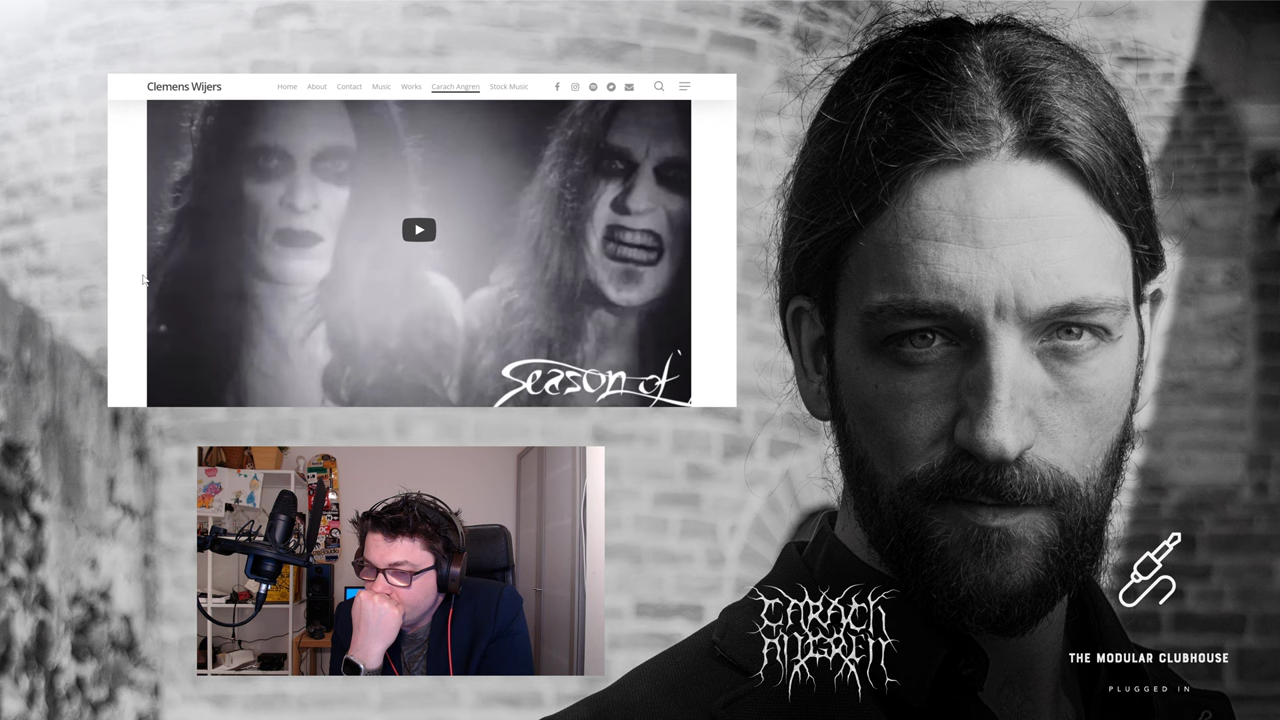 Clemens Wijers
Home About Contact Music Works Carach Angren Stock Music
Season of
CARACH
ANGREN
THE MODULAR CLUBHOUSE
PLUGGED IN